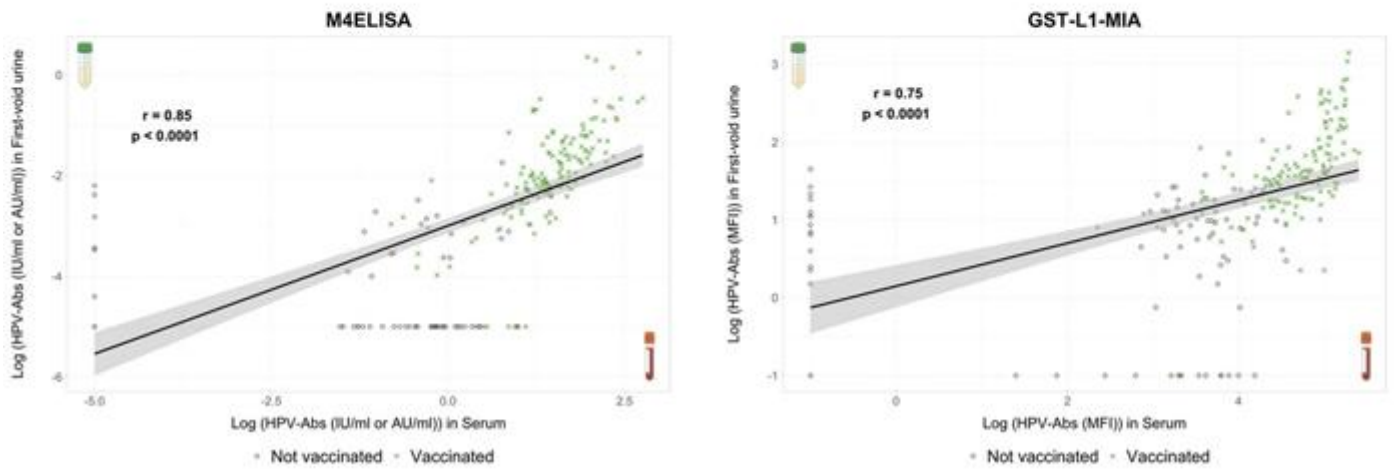 M4ELISA
Log (HPV-Abs (IU/ml or AU/ml)) in First-void urine
0
-2
-4
-6
r = 0.85
p < 0.0001
-5.0
-2.5
0.0
2.5
Log (HPV-Abs (IU/ml or AU/ml)) in Serum
Not vaccinated
Vaccinated
GST-L1-MIA
Log (HPV-Abs (MFI)) in First-void urine
3
2
1
0
-1
r = 0.75
p < 0.0001
0
2
4
Log (HPV-Abs (MFI)) in Serum
Not vaccinated
Vaccinated